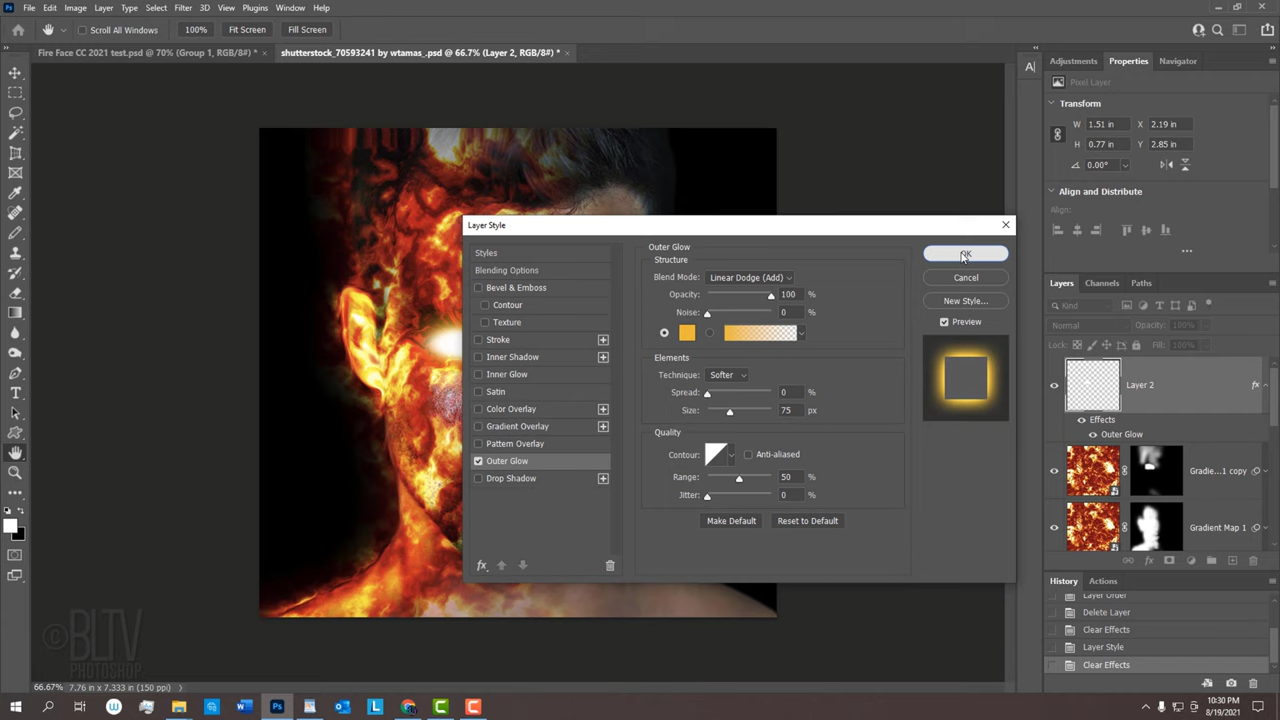 File Edit Image Layer Type Select Filter 3D View Plugins Window Help
Scroll All Windows 100% Fit Screen Fill Screen
Fire Face CC 2021 test.psd @ 70% (Group 1, RGB/8#) * × shutterstock_70593241 by wtamas_.psd @ 66.7% (Layer 2, RGB/8#) * ×
Adjustments Properties Navigator
Pixel Layer
Transform
W 1.51 in X 2.19 in
H 0.77 in Y 2.85 in
0.00°
Align and Distribute
Align:
Layer Style
Styles
Blending Options
Bevel & Emboss
Contour
Texture
Stroke
Inner Shadow
Inner Glow
Satin
Color Overlay
Gradient Overlay
Pattern Overlay
Outer Glow
Drop Shadow
Outer Glow
Structure
Blend Mode: Linear Dodge (Add)
Opacity: 100 %
Noise: 0 %
Elements
Technique: Softer
Spread: 0 %
Size: 75 px
Quality
Contour: Anti-aliased
Range: 50 %
Jitter: 0 %
Make Default Reset to Default
OK
Cancel
New Style...
Preview
Layers Channels Paths
Kind
Normal Opacity: 100%
Lock: Fill: 100%
Layer 2 fx
Effects
Outer Glow
Gradie...1 copy
Gradient Map 1
History Actions
Layer Order
Delete Layer
Clear Effects
Layer Style
Clear Effects
©BLTV
PHOTOSHOP
66.67% 7.76 in x 7.333 in (150 ppi)
10:30 PM
8/19/2021